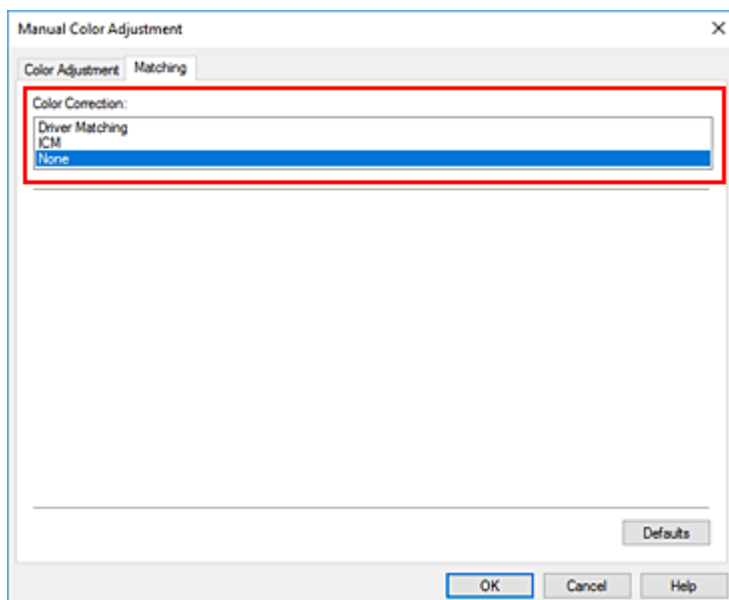 Manual Color Adjustment
Color Adjustment Matching
Color Correction:
Driver Matching
ICM
None
Defaults
OK Cancel Help